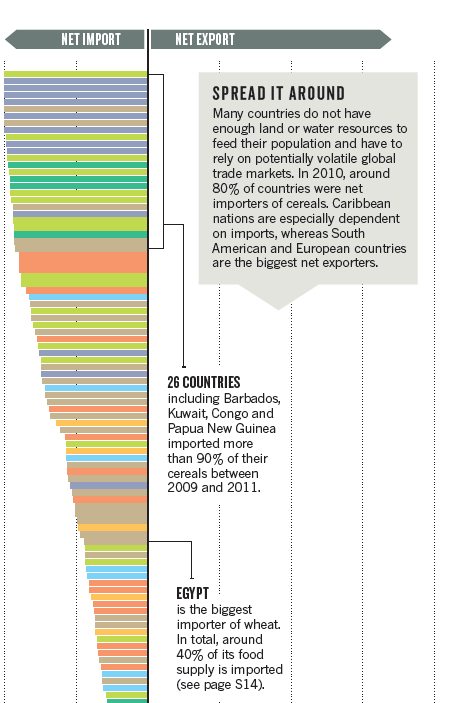 NET IMPORT
NET EXPORT
SPREAD IT AROUND
Many countries do not have
enough land or water resources to
feed their population and have to
rely on potentially volatile global
trade markets. In 2010, around
80% of countries were net
importers of cereals. Caribbean
nations are especially dependent
on imports, whereas South
American and European countries
are the biggest net exporters.
26 COUNTRIES
including Barbados,
Kuwait, Congo and
Papua New Guinea
imported more
than 90% of their
cereals between
2009 and 2011.
EGYPT
is the biggest
importer of wheat.
In total, around
40% of its food
supply is imported
(see page S14).